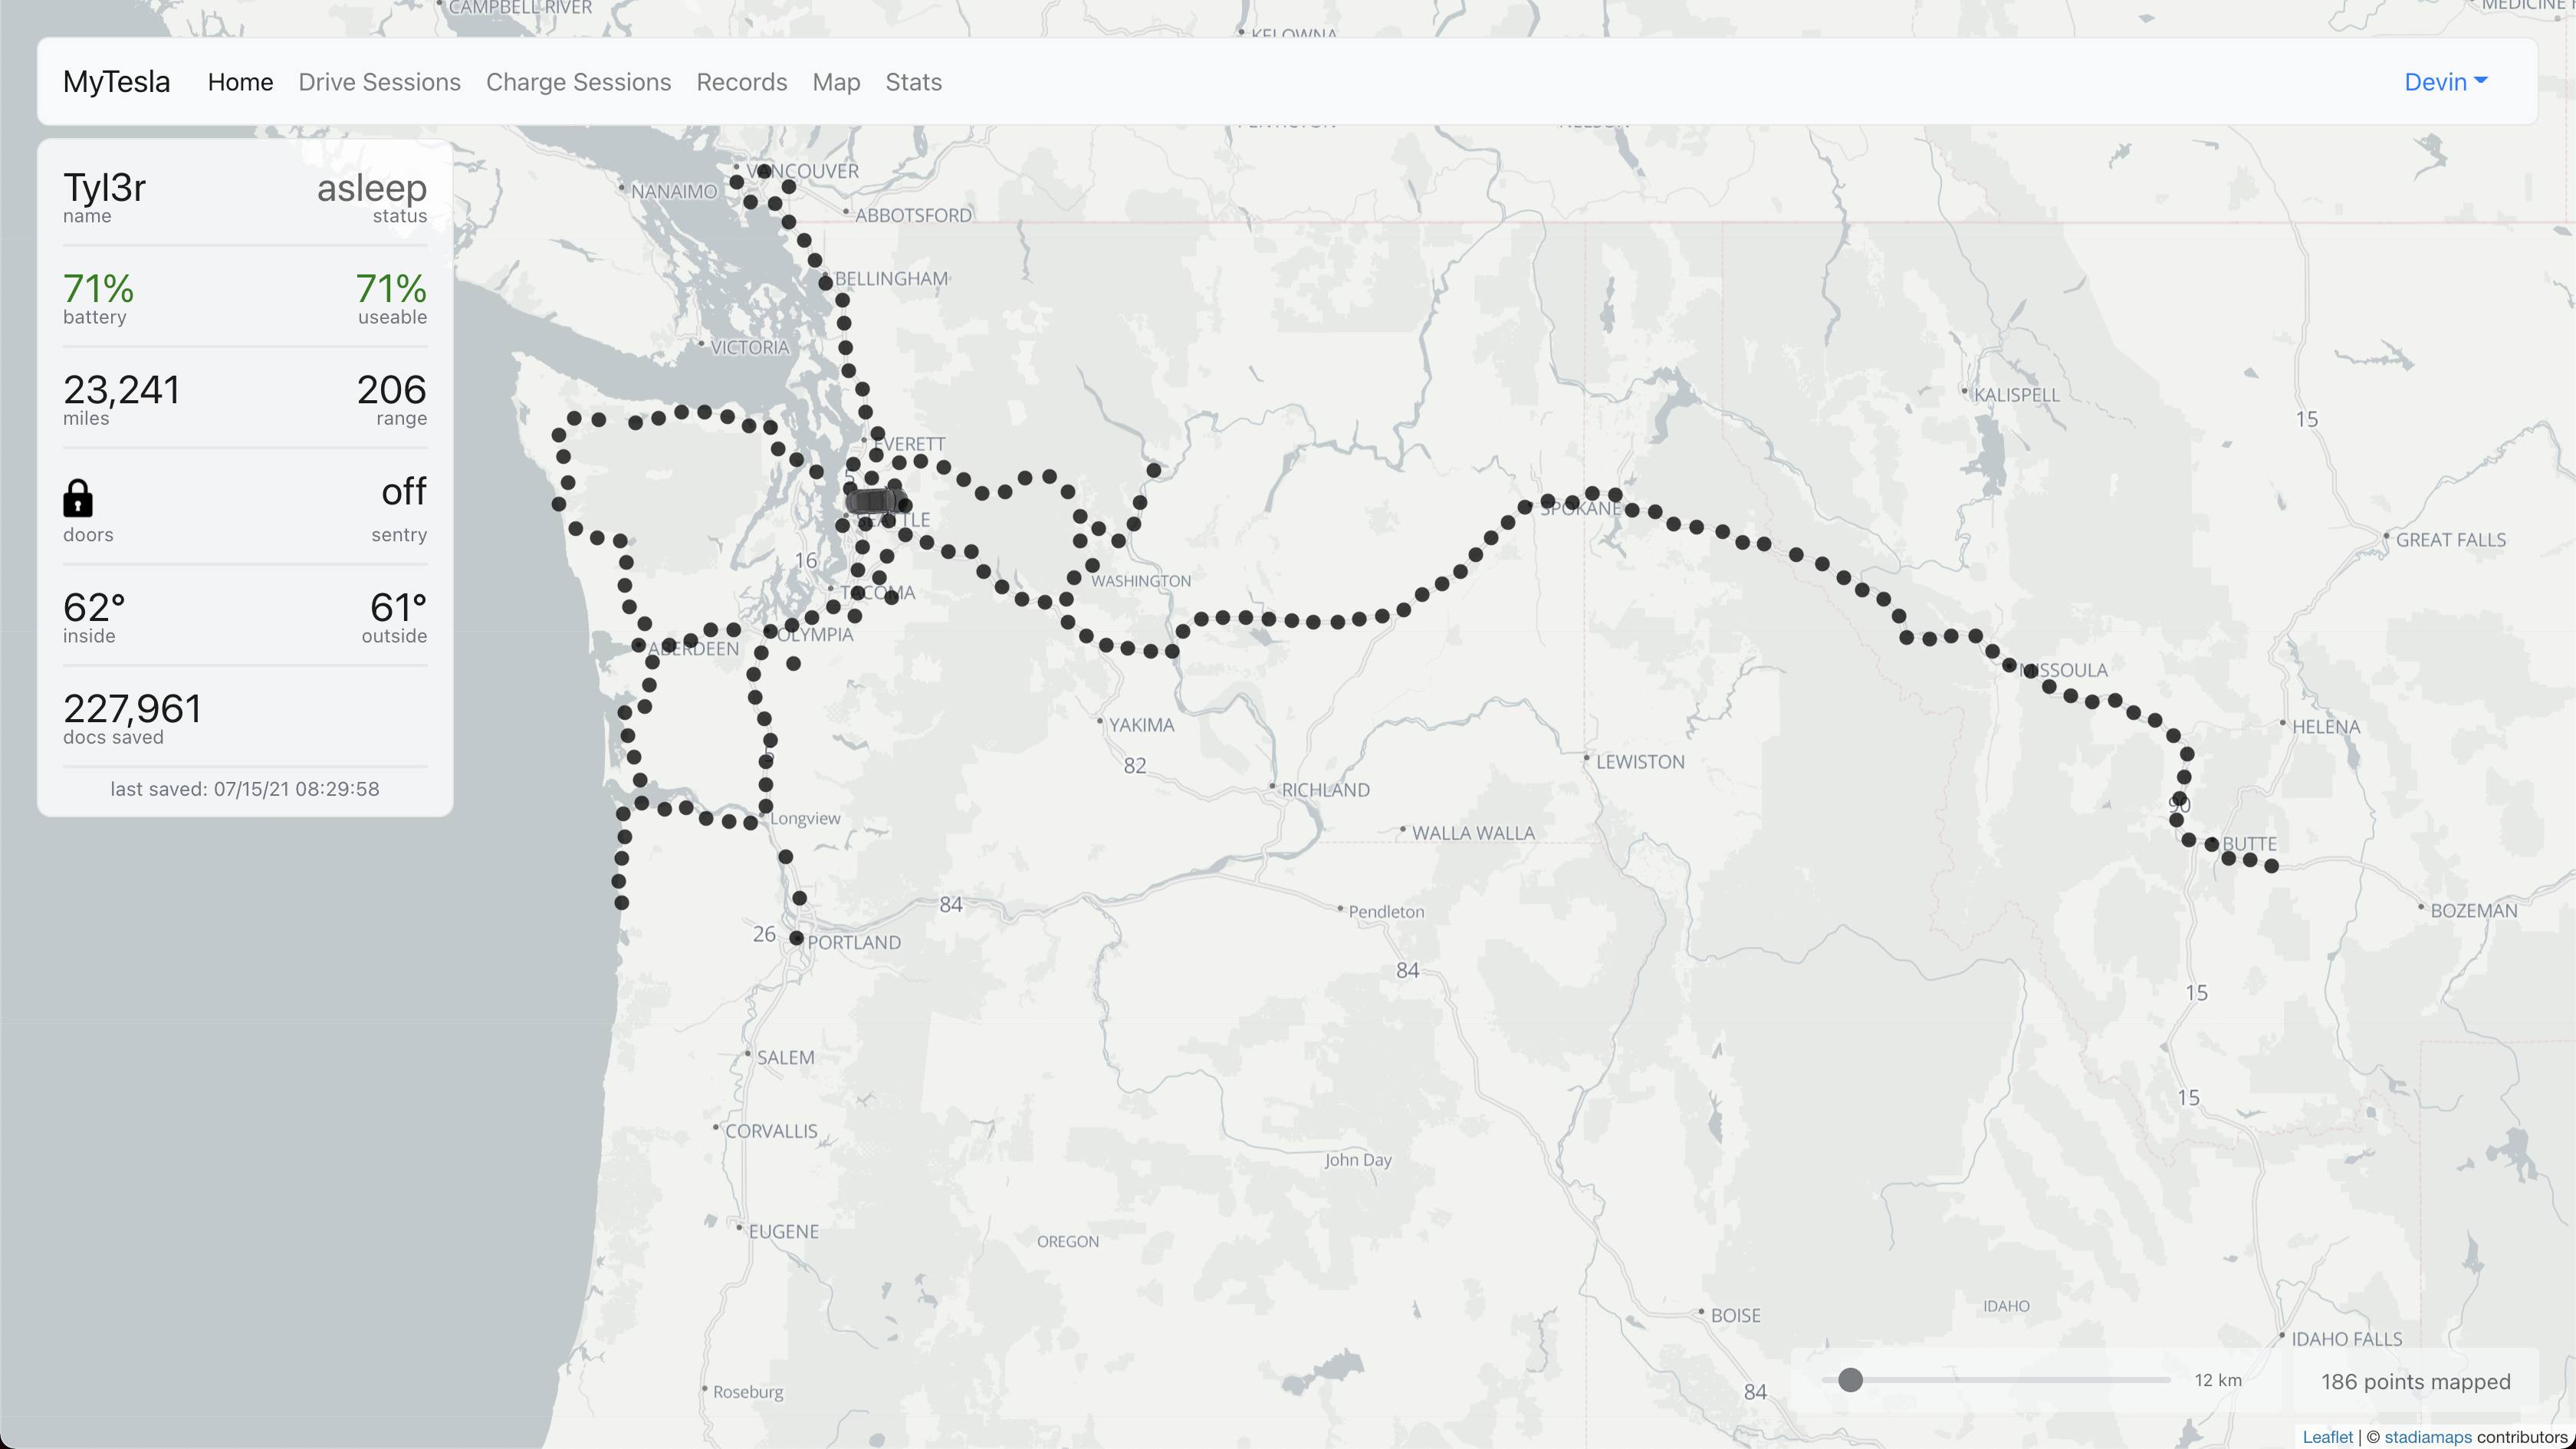 CAMPBELL RIVER
KELOWNA
MyTesla Home Drive Sessions Charge Sessions Records Map Stats Devin
Tyl3r asleep
name status
71% 71%
battery useable
23,241 206
miles range
off
doors sentry
62° 61°
inside outside
227,961
docs saved
last saved: 07/15/21 08:29:58
VANCOUVER
NANAIMO
ABBOTSFORD
BELLINGHAM
VICTORIA
KALISPELL
15
EVERETT
5
SEATTLE
SPOKANE
GREAT FALLS
16
WASHINGTON
TACOMA
OLYMPIA
ABERDEEN
MISSOULA
YAKIMA
HELENA
82
LEWISTON
RICHLAND
90
Longview
WALLA WALLA
BUTTE
84
Pendleton
BOZEMAN
26
PORTLAND
84
15
SALEM
15
CORVALLIS
John Day
EUGENE
OREGON
IDAHO
BOISE
IDAHO FALLS
Roseburg
84
12 km
186 points mapped
Leaflet | © stadiamaps contributors